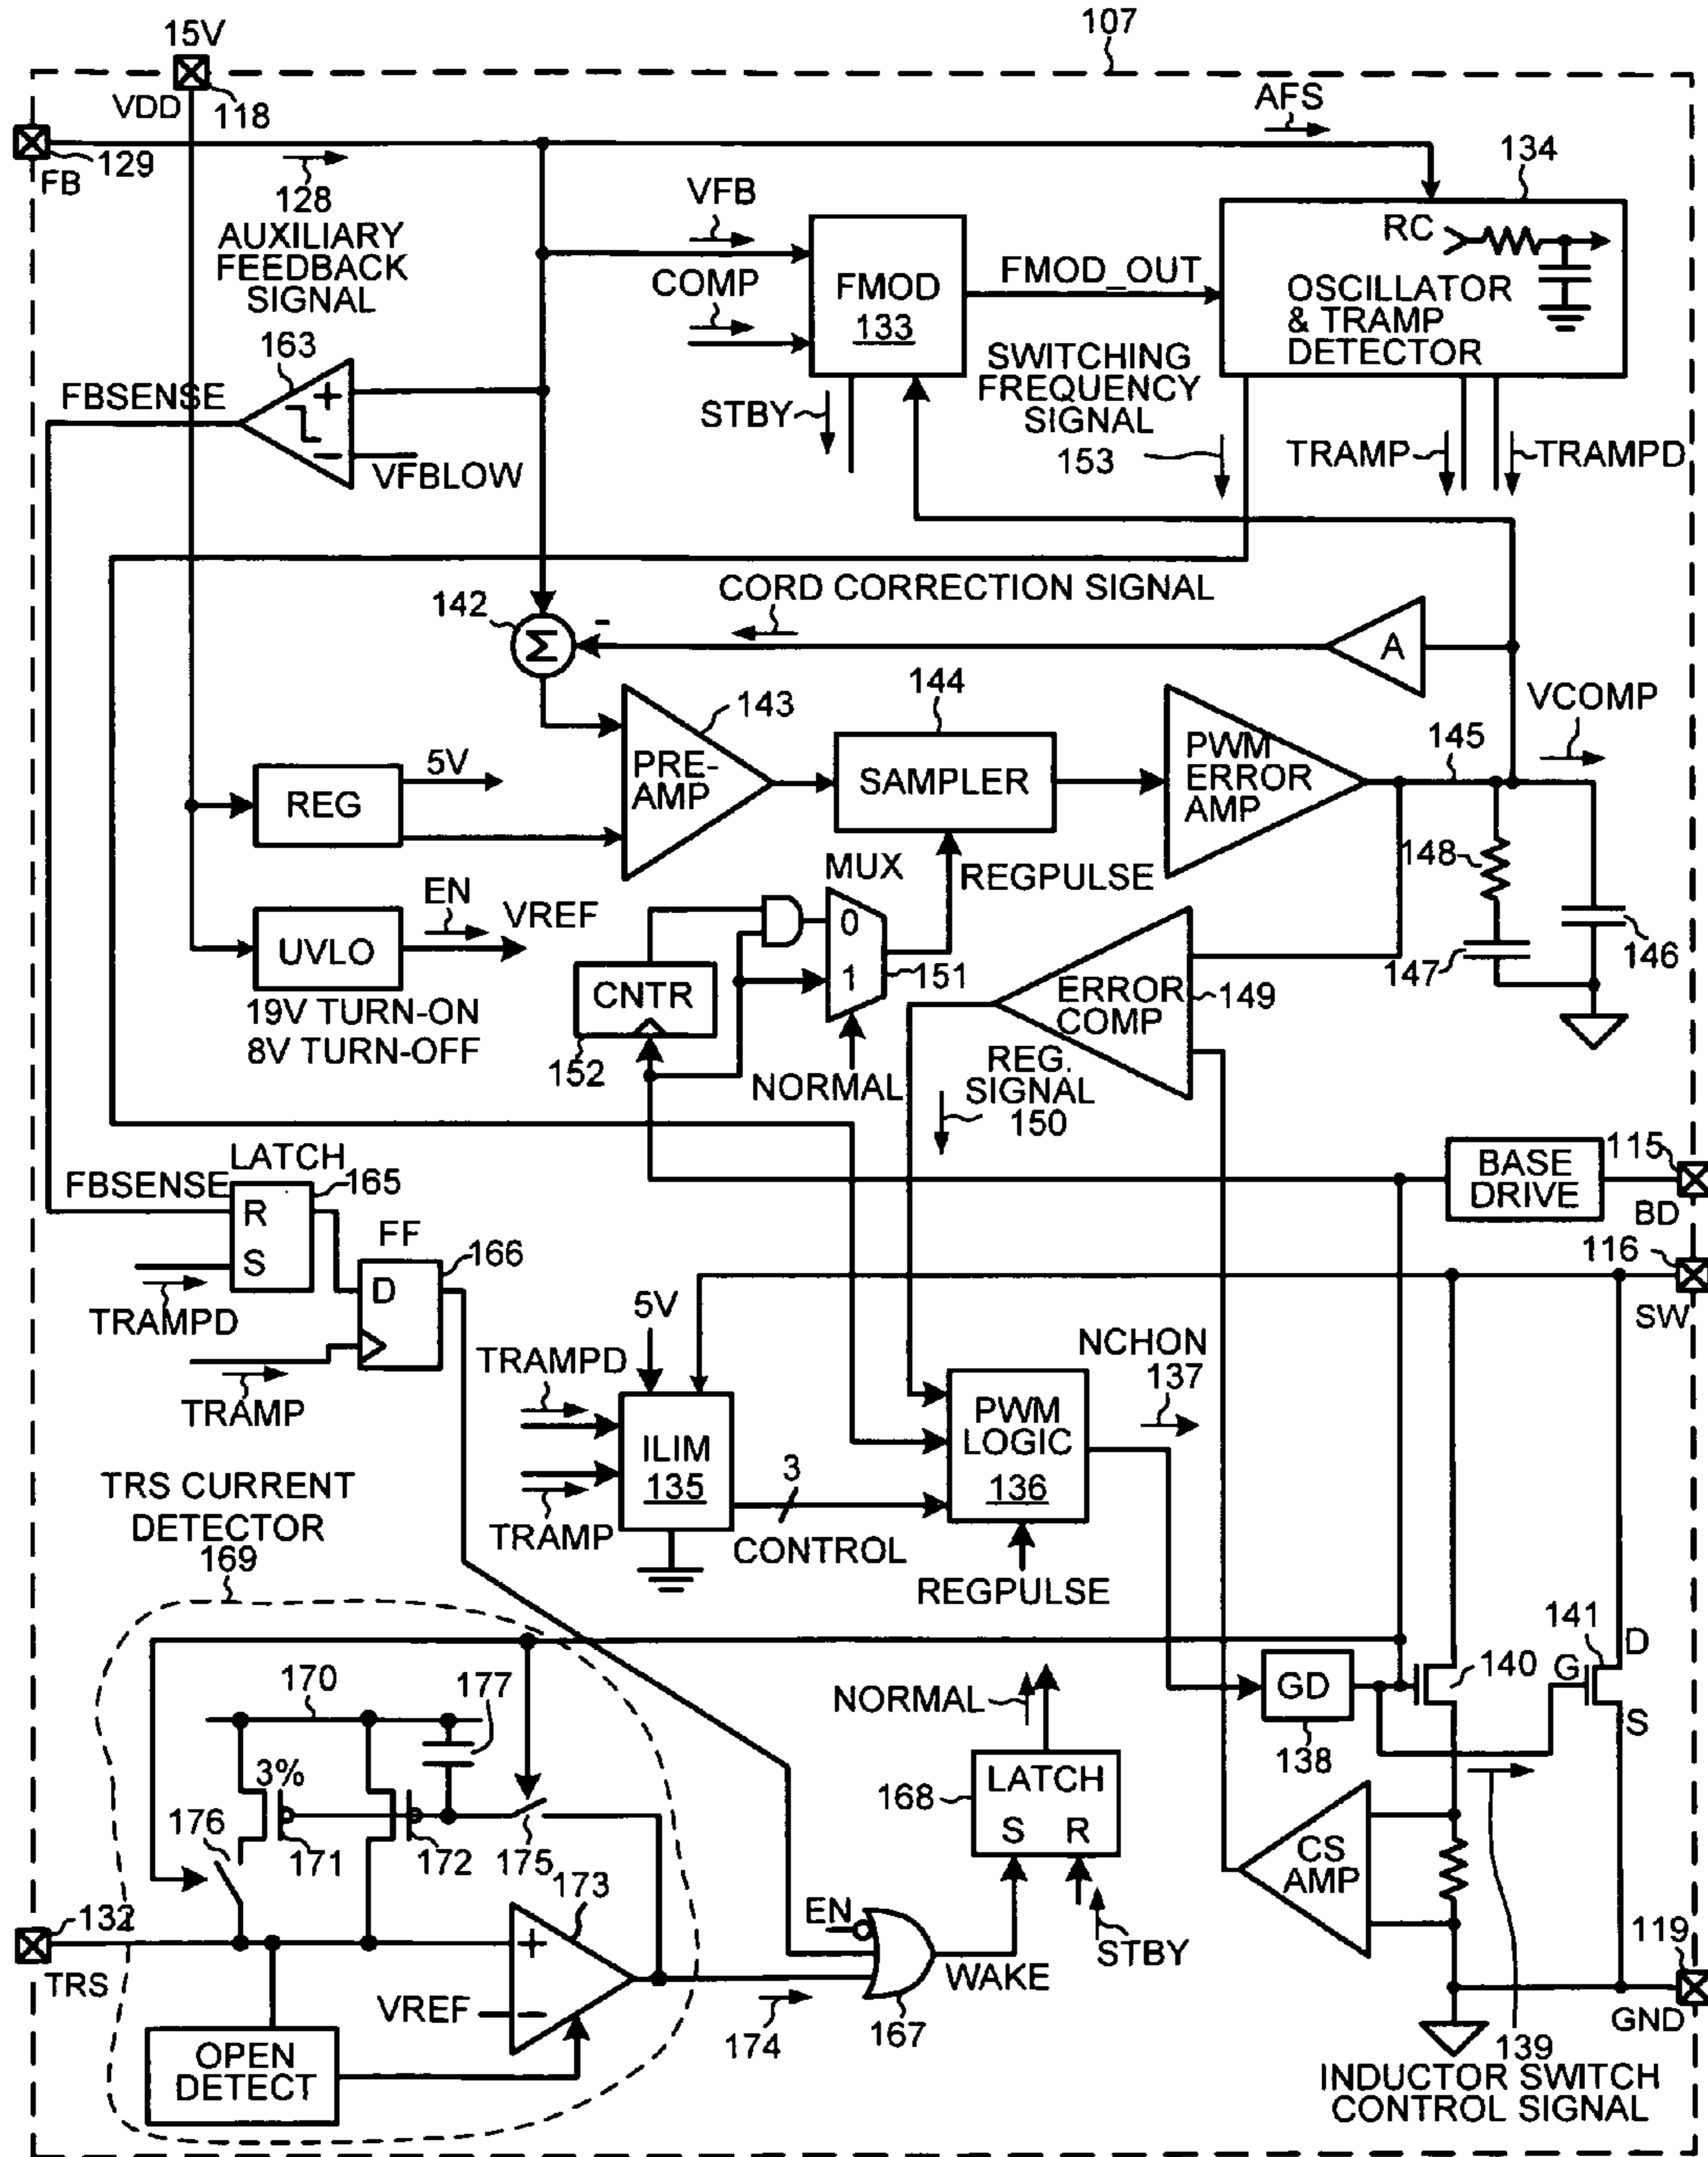 107
15V
VDD
118
FB
129
128
AUXILIARY
FEEDBACK
SIGNAL
AFS
134
VFB
COMP
FMOD
133
FMOD_OUT
RC
OSCILLATOR
& TRAMP
DETECTOR
163
FBSENSE
+
−
VFBLOW
STBY
SWITCHING
FREQUENCY
SIGNAL
153
TRAMP
TRAMPD
CORD CORRECTION SIGNAL
142
Σ
-
A
143
144
VCOMP
PRE-
AMP
SAMPLER
PWM
ERROR
AMP
145
REG
5V
148
MUX
REGPULSE
EN
VREF
UVLO
19V TURN-ON
8V TURN-OFF
0
1
151
CNTR
152
147
146
ERROR
COMP
149
NORMAL
REG.
SIGNAL
150
LATCH
165
FBSENSE
R
S
TRAMPD
FF
166
D
TRAMP
BASE
DRIVE
115
BD
116
SW
5V
TRAMPD
NCHON
137
ILIM
135
PWM
LOGIC
136
TRAMP
3
CONTROL
REGPULSE
TRS CURRENT
DETECTOR
169
170
177
3%
176
171
172
175
173
NORMAL
GD
138
140
141
D
G
S
LATCH
168
S
R
CS
AMP
132
TRS
+
−
VREF
EN
WAKE
STBY
119
GND
OPEN
DETECT
174
167
139
INDUCTOR SWITCH
CONTROL SIGNAL